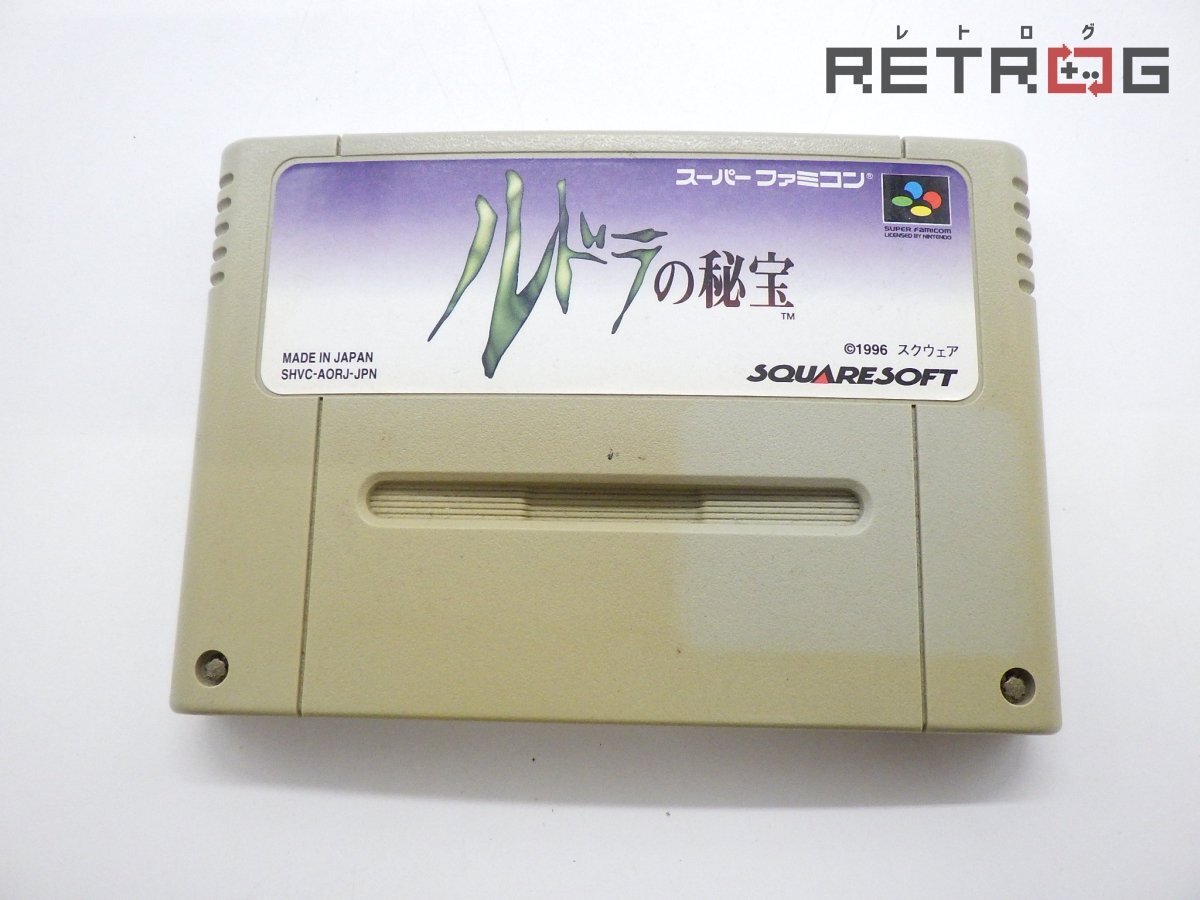 レトログ
RETROG
スーパーファミコン®
SUPER FAMICOM
LICENSED BY NINTENDO
ルドラの秘宝
TM
©1996 スクウェア
MADE IN JAPAN
SHVC-AORJ-JPN
SQUARESOFT